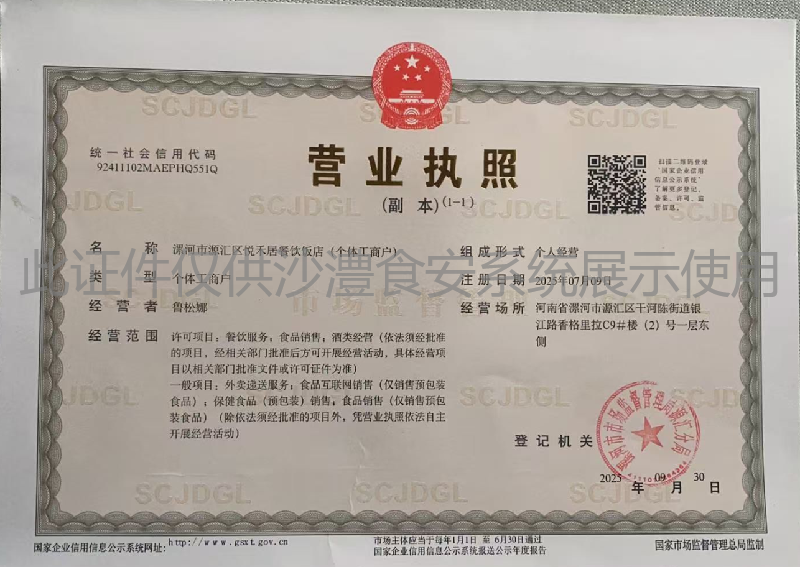 统一社会信用代码
92411102MAEPHQ551Q
营业执照
(副 本)(1-1)
扫描二维码登录
“国家企业信用
信息公示系统”
了解更多登记、
备案、许可、监
管信息。
名 称 漯河市源汇区悦禾居餐饮饭店(个体工商户)
组成形式 个人经营
类 型 个体工商户
注册日期 2025年07月09日
此证件仅供沙澧食安系统展示使用
经营者 鲁松娜
经营场所 河南省漯河市源汇区干河陈街道银
江路香格里拉C9#楼(2)号一层东
侧
经营范围 许可项目:餐饮服务;食品销售;酒类经营(依法须经批准
的项目,经相关部门批准后方可开展经营活动,具体经营项
目以相关部门批准文件或许可证件为准)
一般项目:外卖递送服务;食品互联网销售(仅销售预包装
食品);保健食品(预包装)销售;食品销售(仅销售预包
装食品)(除依法须经批准的项目外,凭营业执照依法自主
开展经营活动)
登记机关
漯河市市场监督管理局源汇分局
2025 年 09 月 30 日
国家企业信用信息公示系统网址:http://www.gsxt.gov.cn
市场主体应当于每年1月1日 至 6月30日通过
国家企业信用信息公示系统报送公示年度报告
国家市场监督管理总局监制
SCJDGL